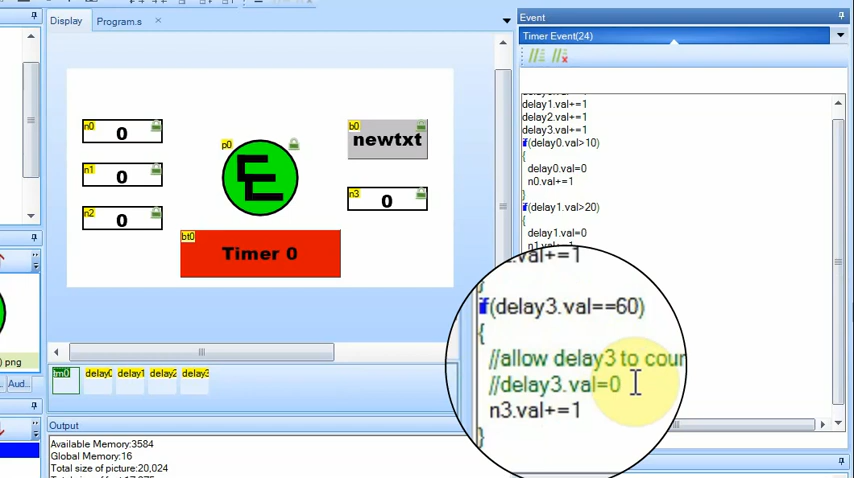 Display
Program.s
n0
0
n1
0
n2
0
p0
b0
newtxt
n3
0
bt0
Timer 0
tm0
delay0
delay1
delay2
delay3
) png
Aud...
Output
Available Memory:3584
Global Memory:16
Total size of picture:20,024
Event
Timer Event(24)
delay1.val+=1
delay2.val+=1
delay3.val+=1
if(delay0.val>10)
{
delay0.val=0
n0.val+=1
}
if(delay1.val>20)
{
delay1.val=0
.val+=1
}
if(delay3.val==60)
{
//allow delay3 to cour
//delay3.val=0
n3.val+=1
}